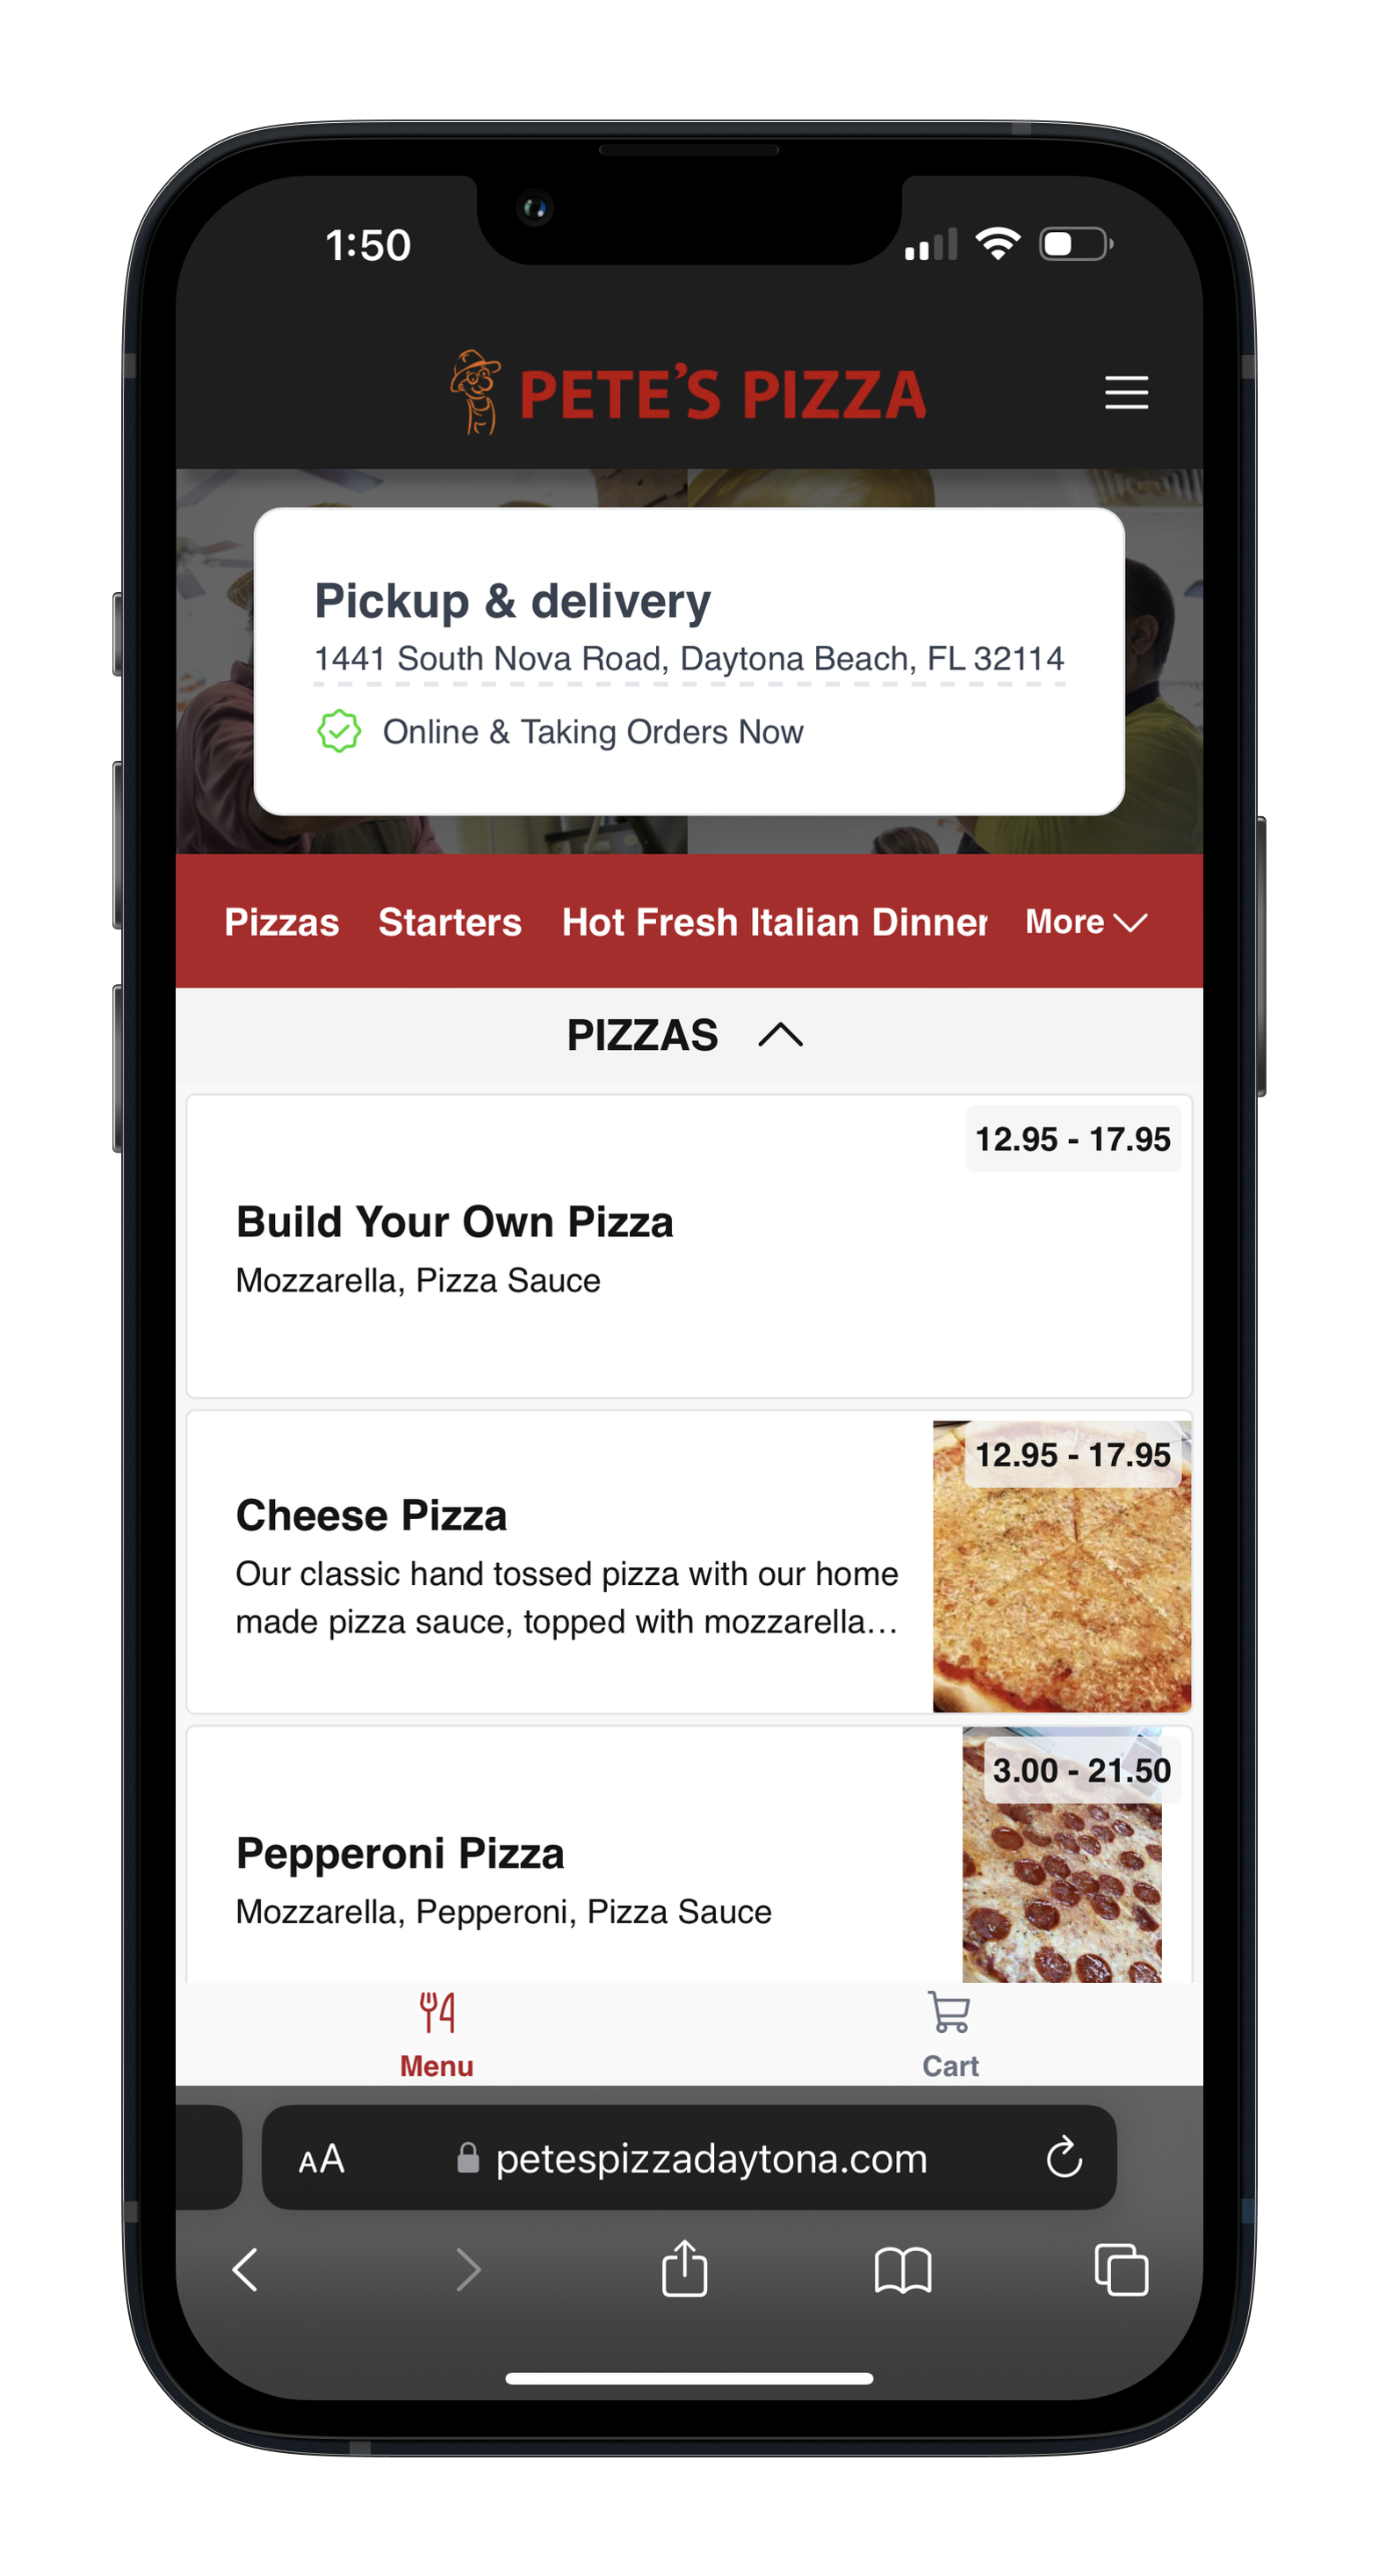 1:50
PETE'S PIZZA
Pickup & delivery
1441 South Nova Road, Daytona Beach, FL 32114
Online & Taking Orders Now
Pizzas Starters Hot Fresh Italian Dinner More
PIZZAS
12.95 - 17.95
Build Your Own Pizza
Mozzarella, Pizza Sauce
12.95 - 17.95
Cheese Pizza
Our classic hand tossed pizza with our home
made pizza sauce, topped with mozzarella...
3.00 - 21.50
Pepperoni Pizza
Mozzarella, Pepperoni, Pizza Sauce
Menu Cart
AA petespizzadaytona.com